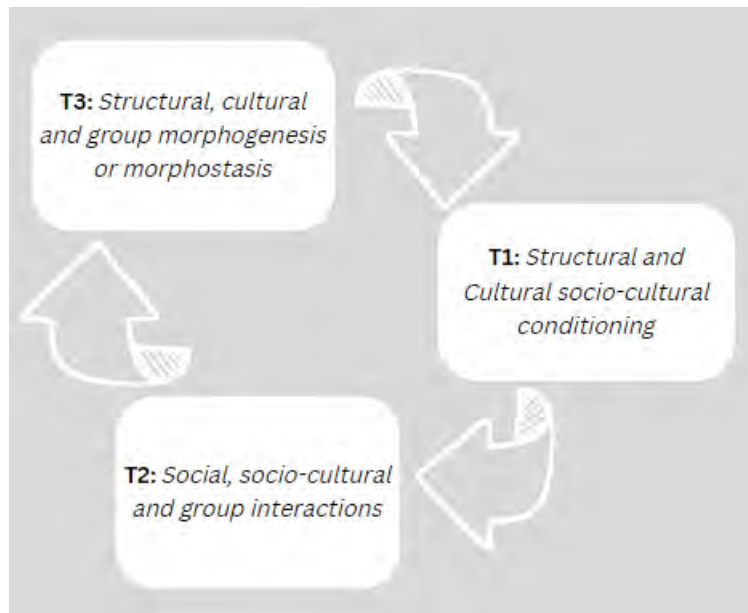 T3: Structural, cultural
and group morphogenesis
or morphostasis
T1: Structural and
Cultural socio-cultural
conditioning
T2: Social, socio-cultural
and group interactions